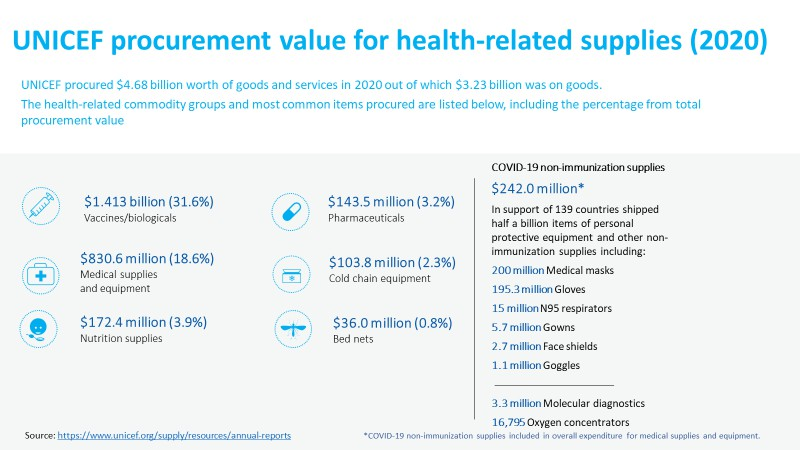 UNICEF procurement value for health-related supplies (2020)
UNICEF procured $4.68 billion worth of goods and services in 2020 out of which $3.23 billion was on goods.
The health-related commodity groups and most common items procured are listed below, including the percentage from total
procurement value
$1.413 billion (31.6%)
Vaccines/biologicals
$830.6 million (18.6%)
Medical supplies
and equipment
$172.4 million (3.9%)
Nutrition supplies
$143.5 million (3.2%)
Pharmaceuticals
$103.8 million (2.3%)
Cold chain equipment
$36.0 million (0.8%)
Bed nets
COVID-19 non-immunization supplies
$242.0 million*
In support of 139 countries shipped
half a billion items of personal
protective equipment and other non-
immunization supplies including:
200 million Medical masks
195.3 million Gloves
15 million N95 respirators
5.7 million Gowns
2.7 million Face shields
1.1 million Goggles
3.3 million Molecular diagnostics
16,795 Oxygen concentrators
Source: https://www.unicef.org/supply/resources/annual-reports
*COVID-19 non-immunization supplies included in overall expenditure for medical supplies and equipment.